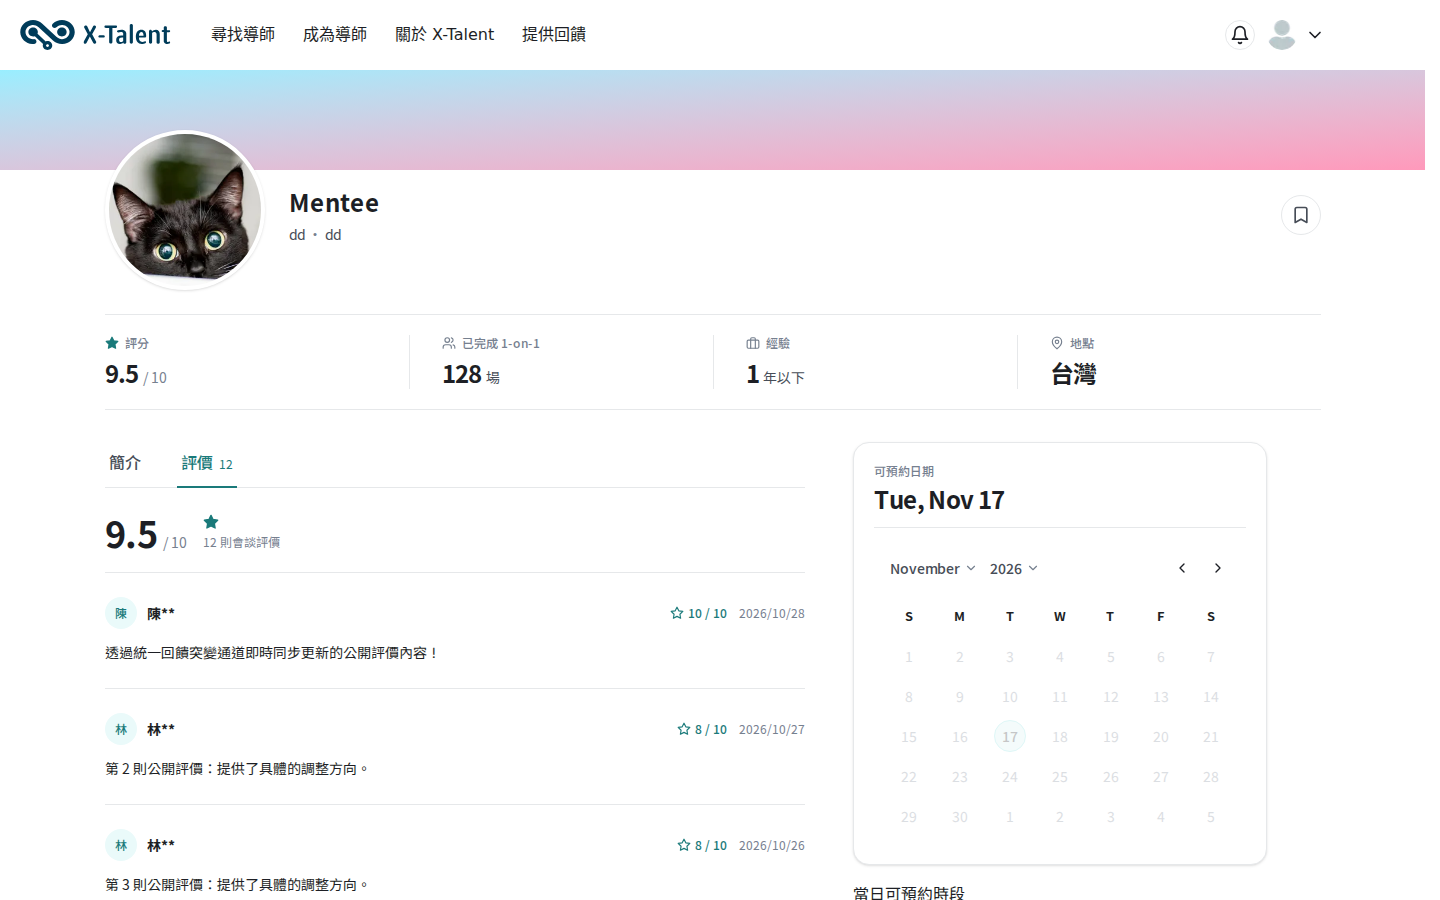 X-Talent 尋找導師 成為導師 關於 X-Talent 提供回饋
Mentee
dd • dd
評分
9.5 / 10
已完成 1-on-1
128 場
經驗
1 年以下
地點
台灣
簡介 評價 12
9.5 / 10
12 則會談評價
陳 陳** 10 / 10 2026/10/28
透過統一回饋突變通道即時同步更新的公開評價內容！
林 林** 8 / 10 2026/10/27
第 2 則公開評價：提供了具體的調整方向。
林 林** 8 / 10 2026/10/26
第 3 則公開評價：提供了具體的調整方向。
可預約日期
Tue, Nov 17
November 2026
S M T W T F S
1 2 3 4 5 6 7
8 9 10 11 12 13 14
15 16 17 18 19 20 21
22 23 24 25 26 27 28
29 30 1 2 3 4 5
當日可預約時段